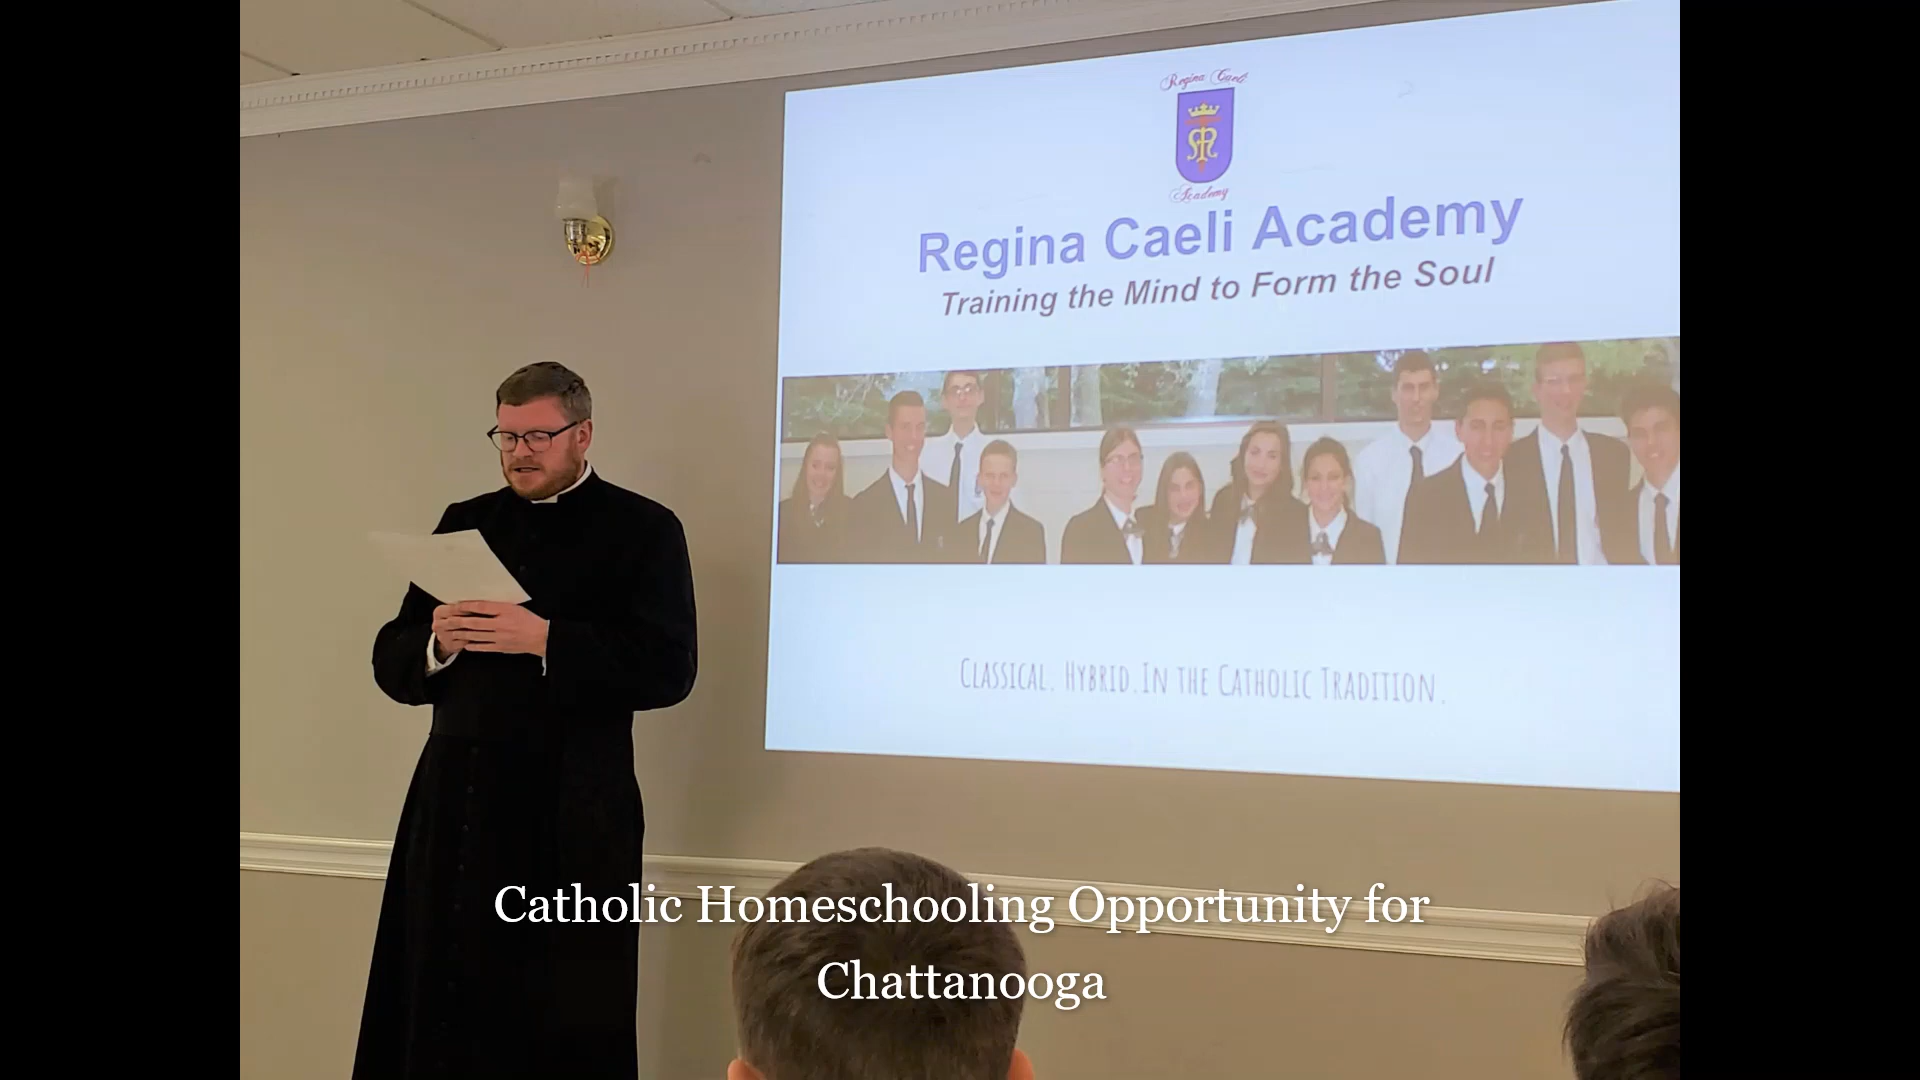 Regina Caeli
Academy
Regina Caeli Academy
Training the Mind to Form the Soul
Classical. Hybrid. In the Catholic Tradition.
Catholic Homeschooling Opportunity for
Chattanooga